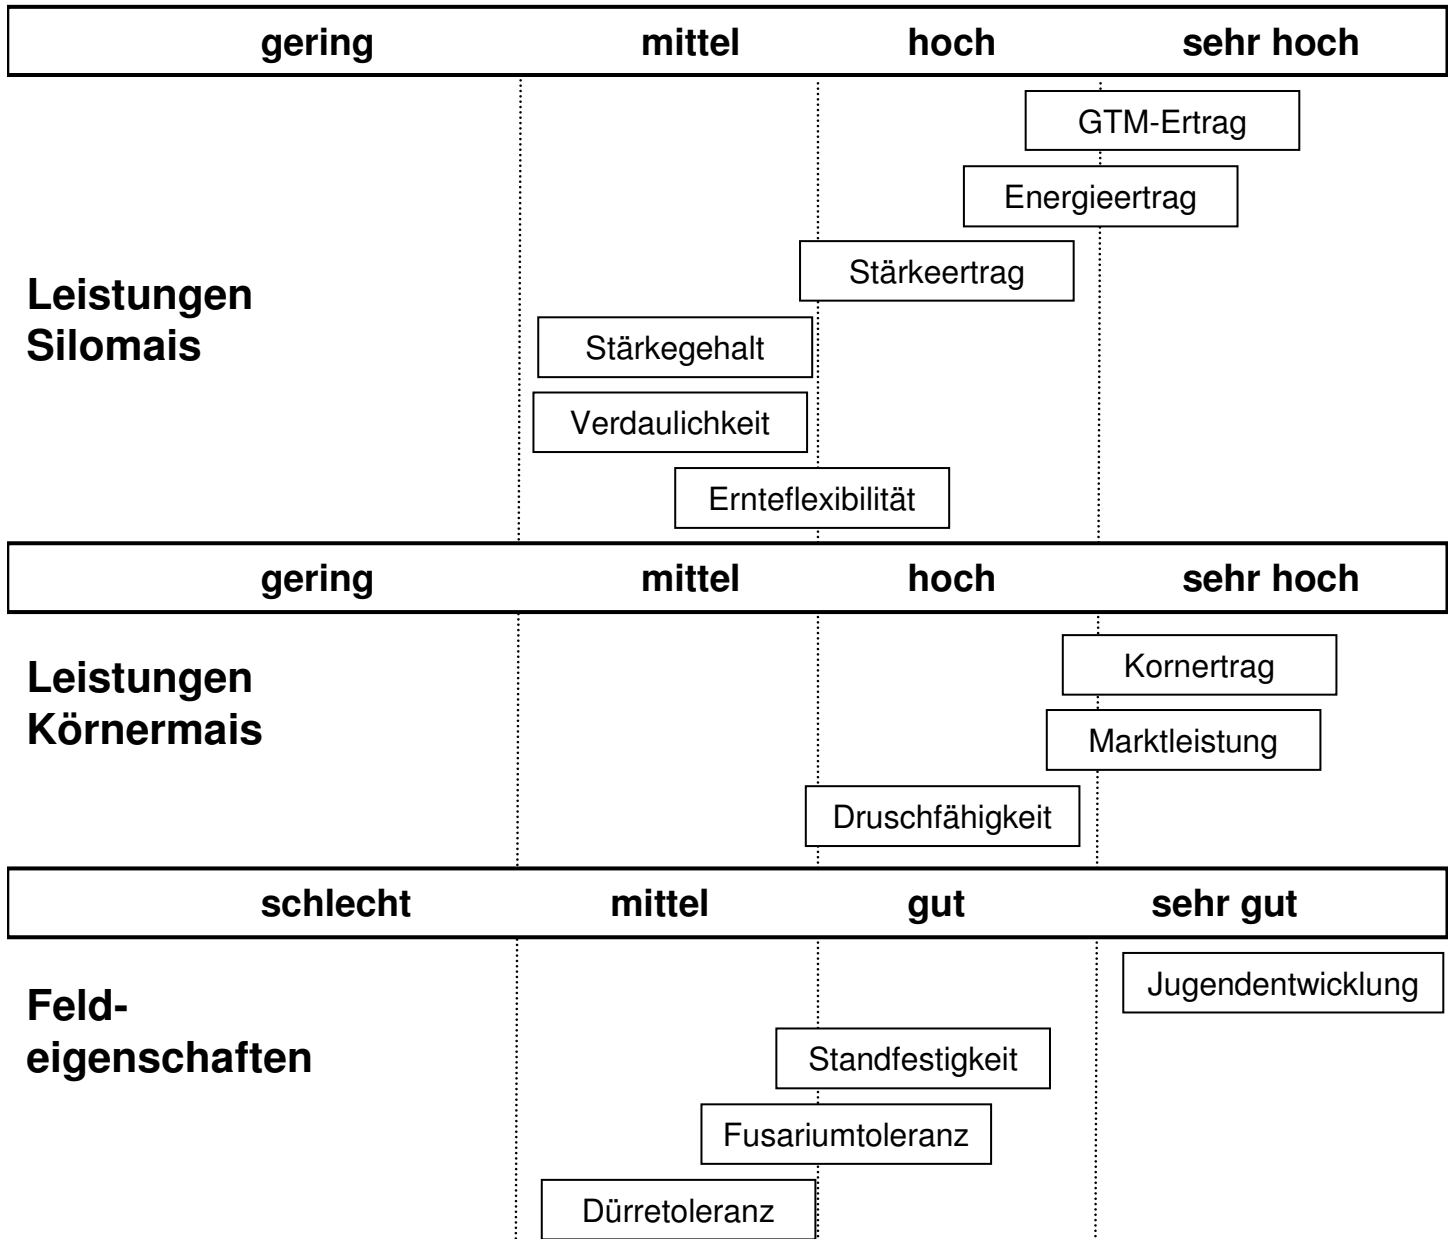 gering mittel hoch sehr hoch
GTM-Ertrag
Energieertrag
Stärkeertrag
Leistungen
Silomais
Stärkegehalt
Verdaulichkeit
Ernteflexibilität
gering mittel hoch sehr hoch
Leistungen
Körnermais
Kornertrag
Marktleistung
Druschfähigkeit
schlecht mittel gut sehr gut
Feld-
eigenschaften
Jugendentwicklung
Standfestigkeit
Fusariumtoleranz
Dürretoleranz